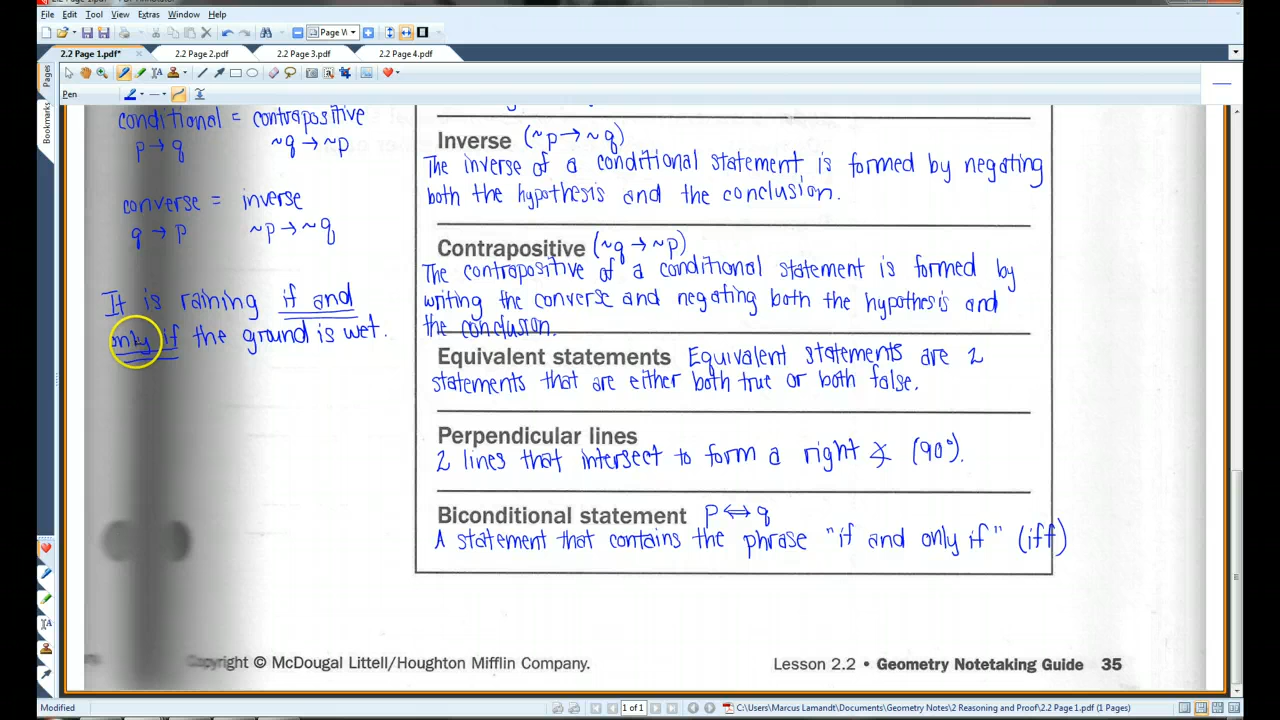 File Edit Tool View Extras Window Help
Page W
2.2 Page 1.pdf* 2.2 Page 2.pdf 2.2 Page 3.pdf 2.2 Page 4.pdf
Pen
Pages
Bookmarks
conditional = contrapositive
p → q ~q → ~p
converse = inverse
q → p ~p → ~q
It is raining if and
only if the ground is wet.
Inverse (~p → ~q)
The inverse of a conditional statement is formed by negating
both the hypothesis and the conclusion.
Contrapositive (~q → ~p)
The contrapositive of a conditional statement is formed by
writing the converse and negating both the hypothesis and
the conclusion.
Equivalent statements Equivalent statements are 2
statements that are either both true or both false.
Perpendicular lines
2 lines that intersect to form a right ∡ (90°).
Biconditional statement p ⟷ q
A statement that contains the phrase "if and only if" (iff)
Copyright © McDougal Littell/Houghton Mifflin Company.
Lesson 2.2 • Geometry Notetaking Guide 35
Modified 1 of 1 C:\Users\Marcus Lamandt\Documents\Geometry Notes\2 Reasoning and Proof\2.2 Page 1.pdf (1 Pages)